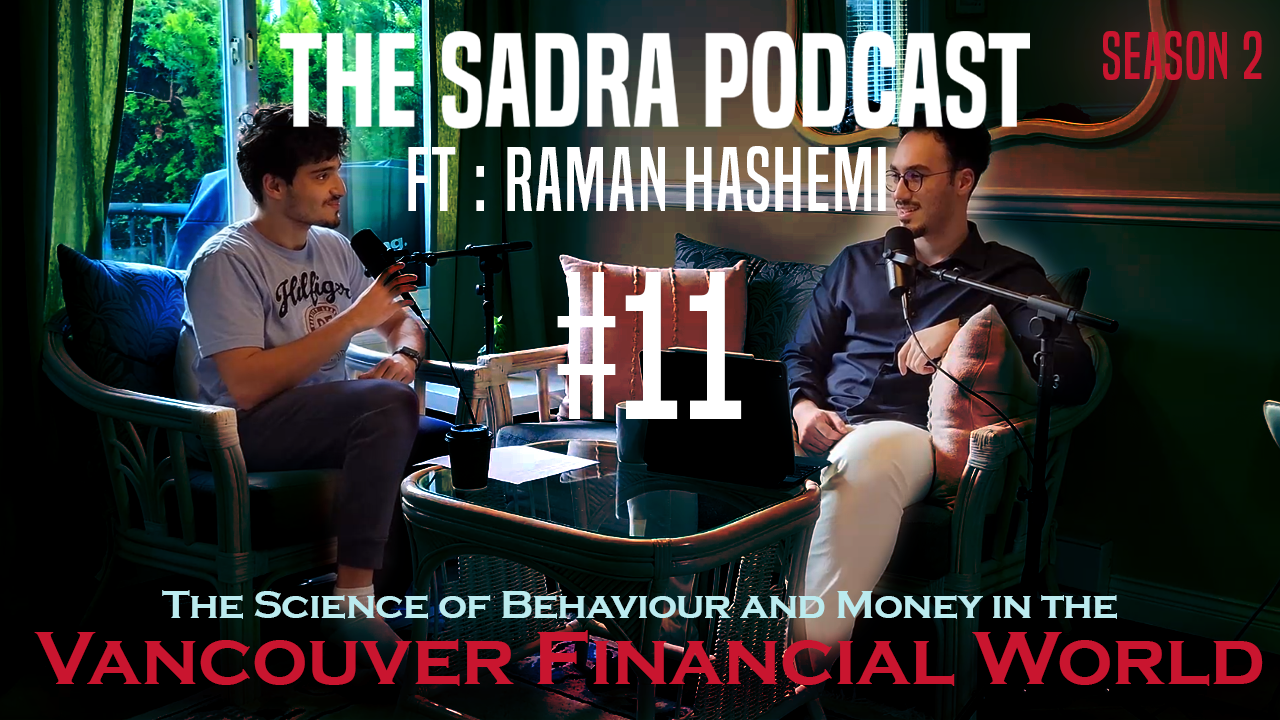 THE SADRA PODCAST
SEASON 2
FT : RAMAN HASHEMI
Hilfiger
#11
THE SCIENCE OF BEHAVIOUR AND MONEY IN THE
VANCOUVER FINANCIAL WORLD